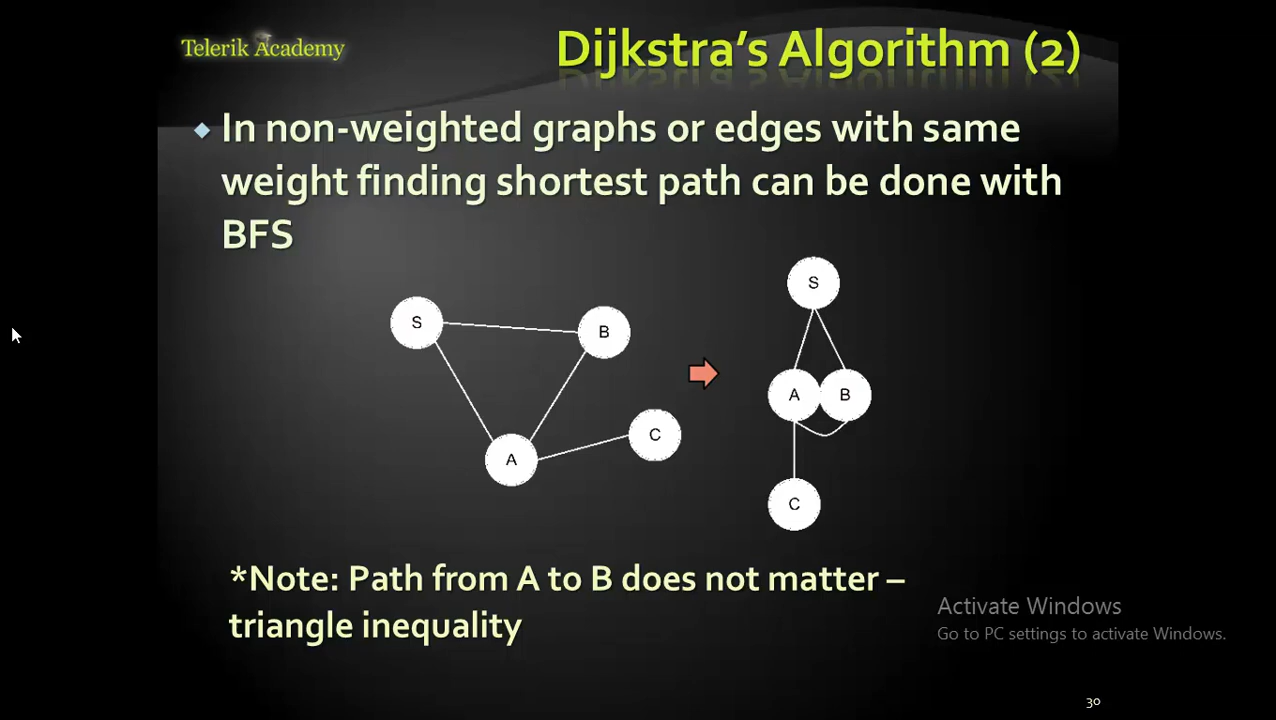 Telerik Academy
Dijkstra's Algorithm (2)
In non-weighted graphs or edges with same
weight finding shortest path can be done with
BFS
S
B
A
C
S
A
B
C
*Note: Path from A to B does not matter –
triangle inequality
Activate Windows
Go to PC settings to activate Windows.
30